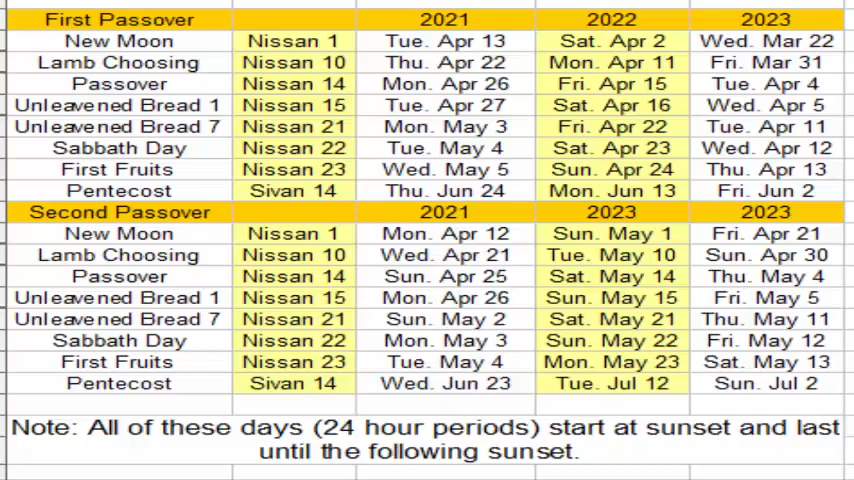 First Passover 2021 2022 2023
New Moon Nissan 1 Tue. Apr 13 Sat. Apr 2 Wed. Mar 22
Lamb Choosing Nissan 10 Thu. Apr 22 Mon. Apr 11 Fri. Mar 31
Passover Nissan 14 Mon. Apr 26 Fri. Apr 15 Tue. Apr 4
Unleavened Bread 1 Nissan 15 Tue. Apr 27 Sat. Apr 16 Wed. Apr 5
Unleavened Bread 7 Nissan 21 Mon. May 3 Fri. Apr 22 Tue. Apr 11
Sabbath Day Nissan 22 Tue. May 4 Sat. Apr 23 Wed. Apr 12
First Fruits Nissan 23 Wed. May 5 Sun. Apr 24 Thu. Apr 13
Pentecost Sivan 14 Thu. Jun 24 Mon. Jun 13 Fri. Jun 2
Second Passover 2021 2023 2023
New Moon Nissan 1 Mon. Apr 12 Sun. May 1 Fri. Apr 21
Lamb Choosing Nissan 10 Wed. Apr 21 Tue. May 10 Sun. Apr 30
Passover Nissan 14 Sun. Apr 25 Sat. May 14 Thu. May 4
Unleavened Bread 1 Nissan 15 Mon. Apr 26 Sun. May 15 Fri. May 5
Unleavened Bread 7 Nissan 21 Sun. May 2 Sat. May 21 Thu. May 11
Sabbath Day Nissan 22 Mon. May 3 Sun. May 22 Fri. May 12
First Fruits Nissan 23 Tue. May 4 Mon. May 23 Sat. May 13
Pentecost Sivan 14 Wed. Jun 23 Tue. Jul 12 Sun. Jul 2
Note: All of these days (24 hour periods) start at sunset and last
until the following sunset.